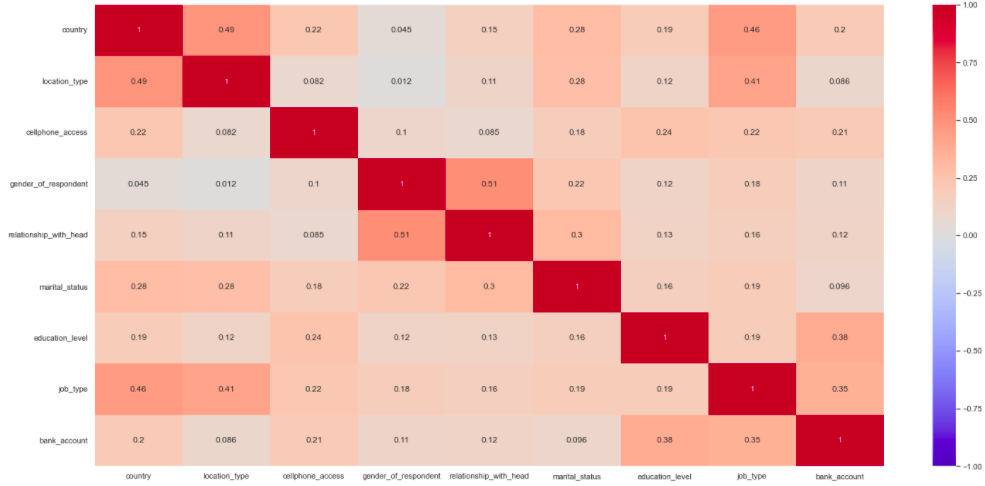 country 1 0.49 0.22 0.045 0.15 0.28 0.19 0.46 0.2
location_type 0.49 1 0.082 0.012 0.11 0.28 0.12 0.41 0.086
cellphone_access 0.22 0.082 1 0.1 0.085 0.18 0.24 0.22 0.21
gender_of_respondent 0.045 0.012 0.1 1 0.51 0.22 0.12 0.18 0.11
relationship_with_head 0.15 0.11 0.085 0.51 1 0.3 0.13 0.16 0.12
marital_status 0.28 0.28 0.18 0.22 0.3 1 0.16 0.19 0.096
education_level 0.19 0.12 0.24 0.12 0.13 0.16 1 0.19 0.38
job_type 0.46 0.41 0.22 0.18 0.16 0.19 0.19 1 0.35
bank_account 0.2 0.086 0.21 0.11 0.12 0.096 0.38 0.35 1
country location_type cellphone_access gender_of_respondent relationship_with_head marital_status education_level job_type bank_account
1.00
0.75
0.50
0.25
0.00
−0.25
−0.50
−0.75
−1.00